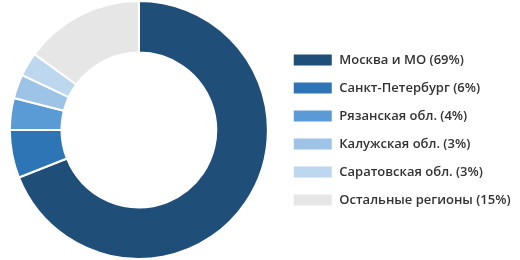 Москва и МО (69%)
Санкт-Петербург (6%)
Рязанская обл. (4%)
Калужская обл. (3%)
Саратовская обл. (3%)
Остальные регионы (15%)